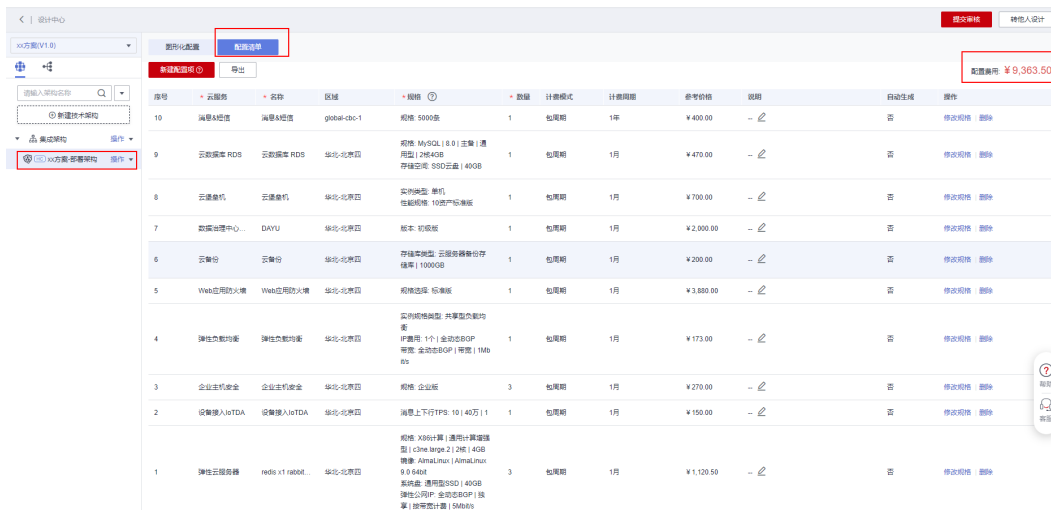 设计中心
提交审核
转他人设计
xx方案(V1.0)
图形化配置
配置清单
新建配置项
导出
配置费用: ¥9,363.50
请输入架构名称
新建技术架构
集成架构 操作
xx方案-部署架构 操作
序号 * 云服务 * 名称 区域 * 规格 * 数量 计费模式 计费周期 参考价格 说明 自动生成 操作
10 消息&短信 消息&短信 global-cbc-1 规格: 5000条 1 包周期 1年 ¥400.00 -- 否 修改规格 | 删除
9 云数据库 RDS 云数据库 RDS 华北-北京四 规格: MySQL | 8.0 | 主备 | 通
用型 | 2核4GB
存储空间: SSD云盘 | 40GB
1 包周期 1月 ¥470.00 -- 否 修改规格 | 删除
8 云堡垒机 云堡垒机 华北-北京四 实例类型: 单机
性能规格: 10资产标准版
1 包周期 1月 ¥700.00 -- 否 修改规格 | 删除
7 数据治理中心... DAYU 华北-北京四 版本: 初级版 1 包周期 1月 ¥2,000.00 -- 否 修改规格 | 删除
6 云备份 云备份 华北-北京四 存储库类型: 云服务器备份存
储库 | 1000GB
1 包周期 1月 ¥200.00 -- 否 修改规格 | 删除
5 Web应用防火墙 Web应用防火墙 华北-北京四 规格选择: 标准版 1 包周期 1月 ¥3,880.00 -- 否 修改规格 | 删除
4 弹性负载均衡 弹性负载均衡 华北-北京四 实例规格类型: 共享型负载均
衡
IP费用: 1个 | 全动态BGP
带宽: 全动态BGP | 带宽 | 1Mb
it/s
1 包周期 1月 ¥173.00 -- 否 修改规格 | 删除
3 企业主机安全 企业主机安全 华北-北京四 规格: 企业版 3 包周期 1月 ¥270.00 -- 否 修改规格 | 删除
2 设备接入IoTDA 设备接入IoTDA 华北-北京四 消息上下行TPS: 10 | 40万 | 1 1 包周期 1月 ¥150.00 -- 否 修改规格 | 删除
1 弹性云服务器 redis x1 rabbit... 华北-北京四 规格: X86计算 | 通用计算增强
型 | c3ne.large.2 | 2核 | 4GB
镜像: AlmaLinux | AlmaLinux
9.0 64bit
系统盘: 通用型SSD | 40GB
弹性公网IP: 全动态BGP | 独
享 | 按带宽计费 | 5Mbit/s
3 包周期 1月 ¥1,120.50 -- 否 修改规格 | 删除